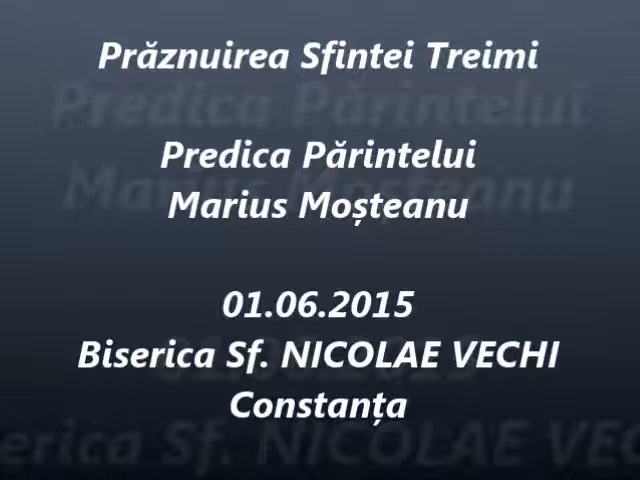 Prăznuirea Sfintei Treimi
Predica Părintelui
Marius Moșteanu
01.06.2015
Biserica Sf. NICOLAE VECHI
Constanța